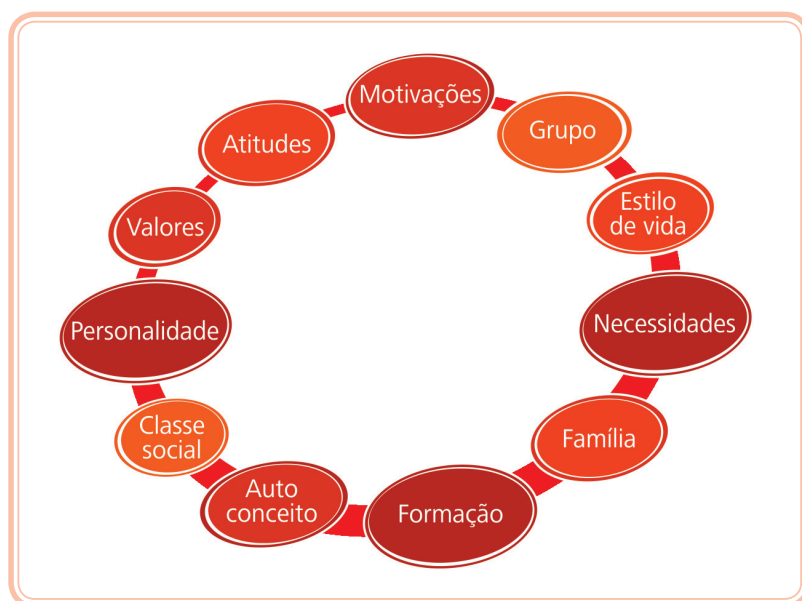 Motivações
Grupo
Estilo
de vida
Necessidades
Família
Formação
Auto
conceito
Classe
social
Personalidade
Valores
Atitudes